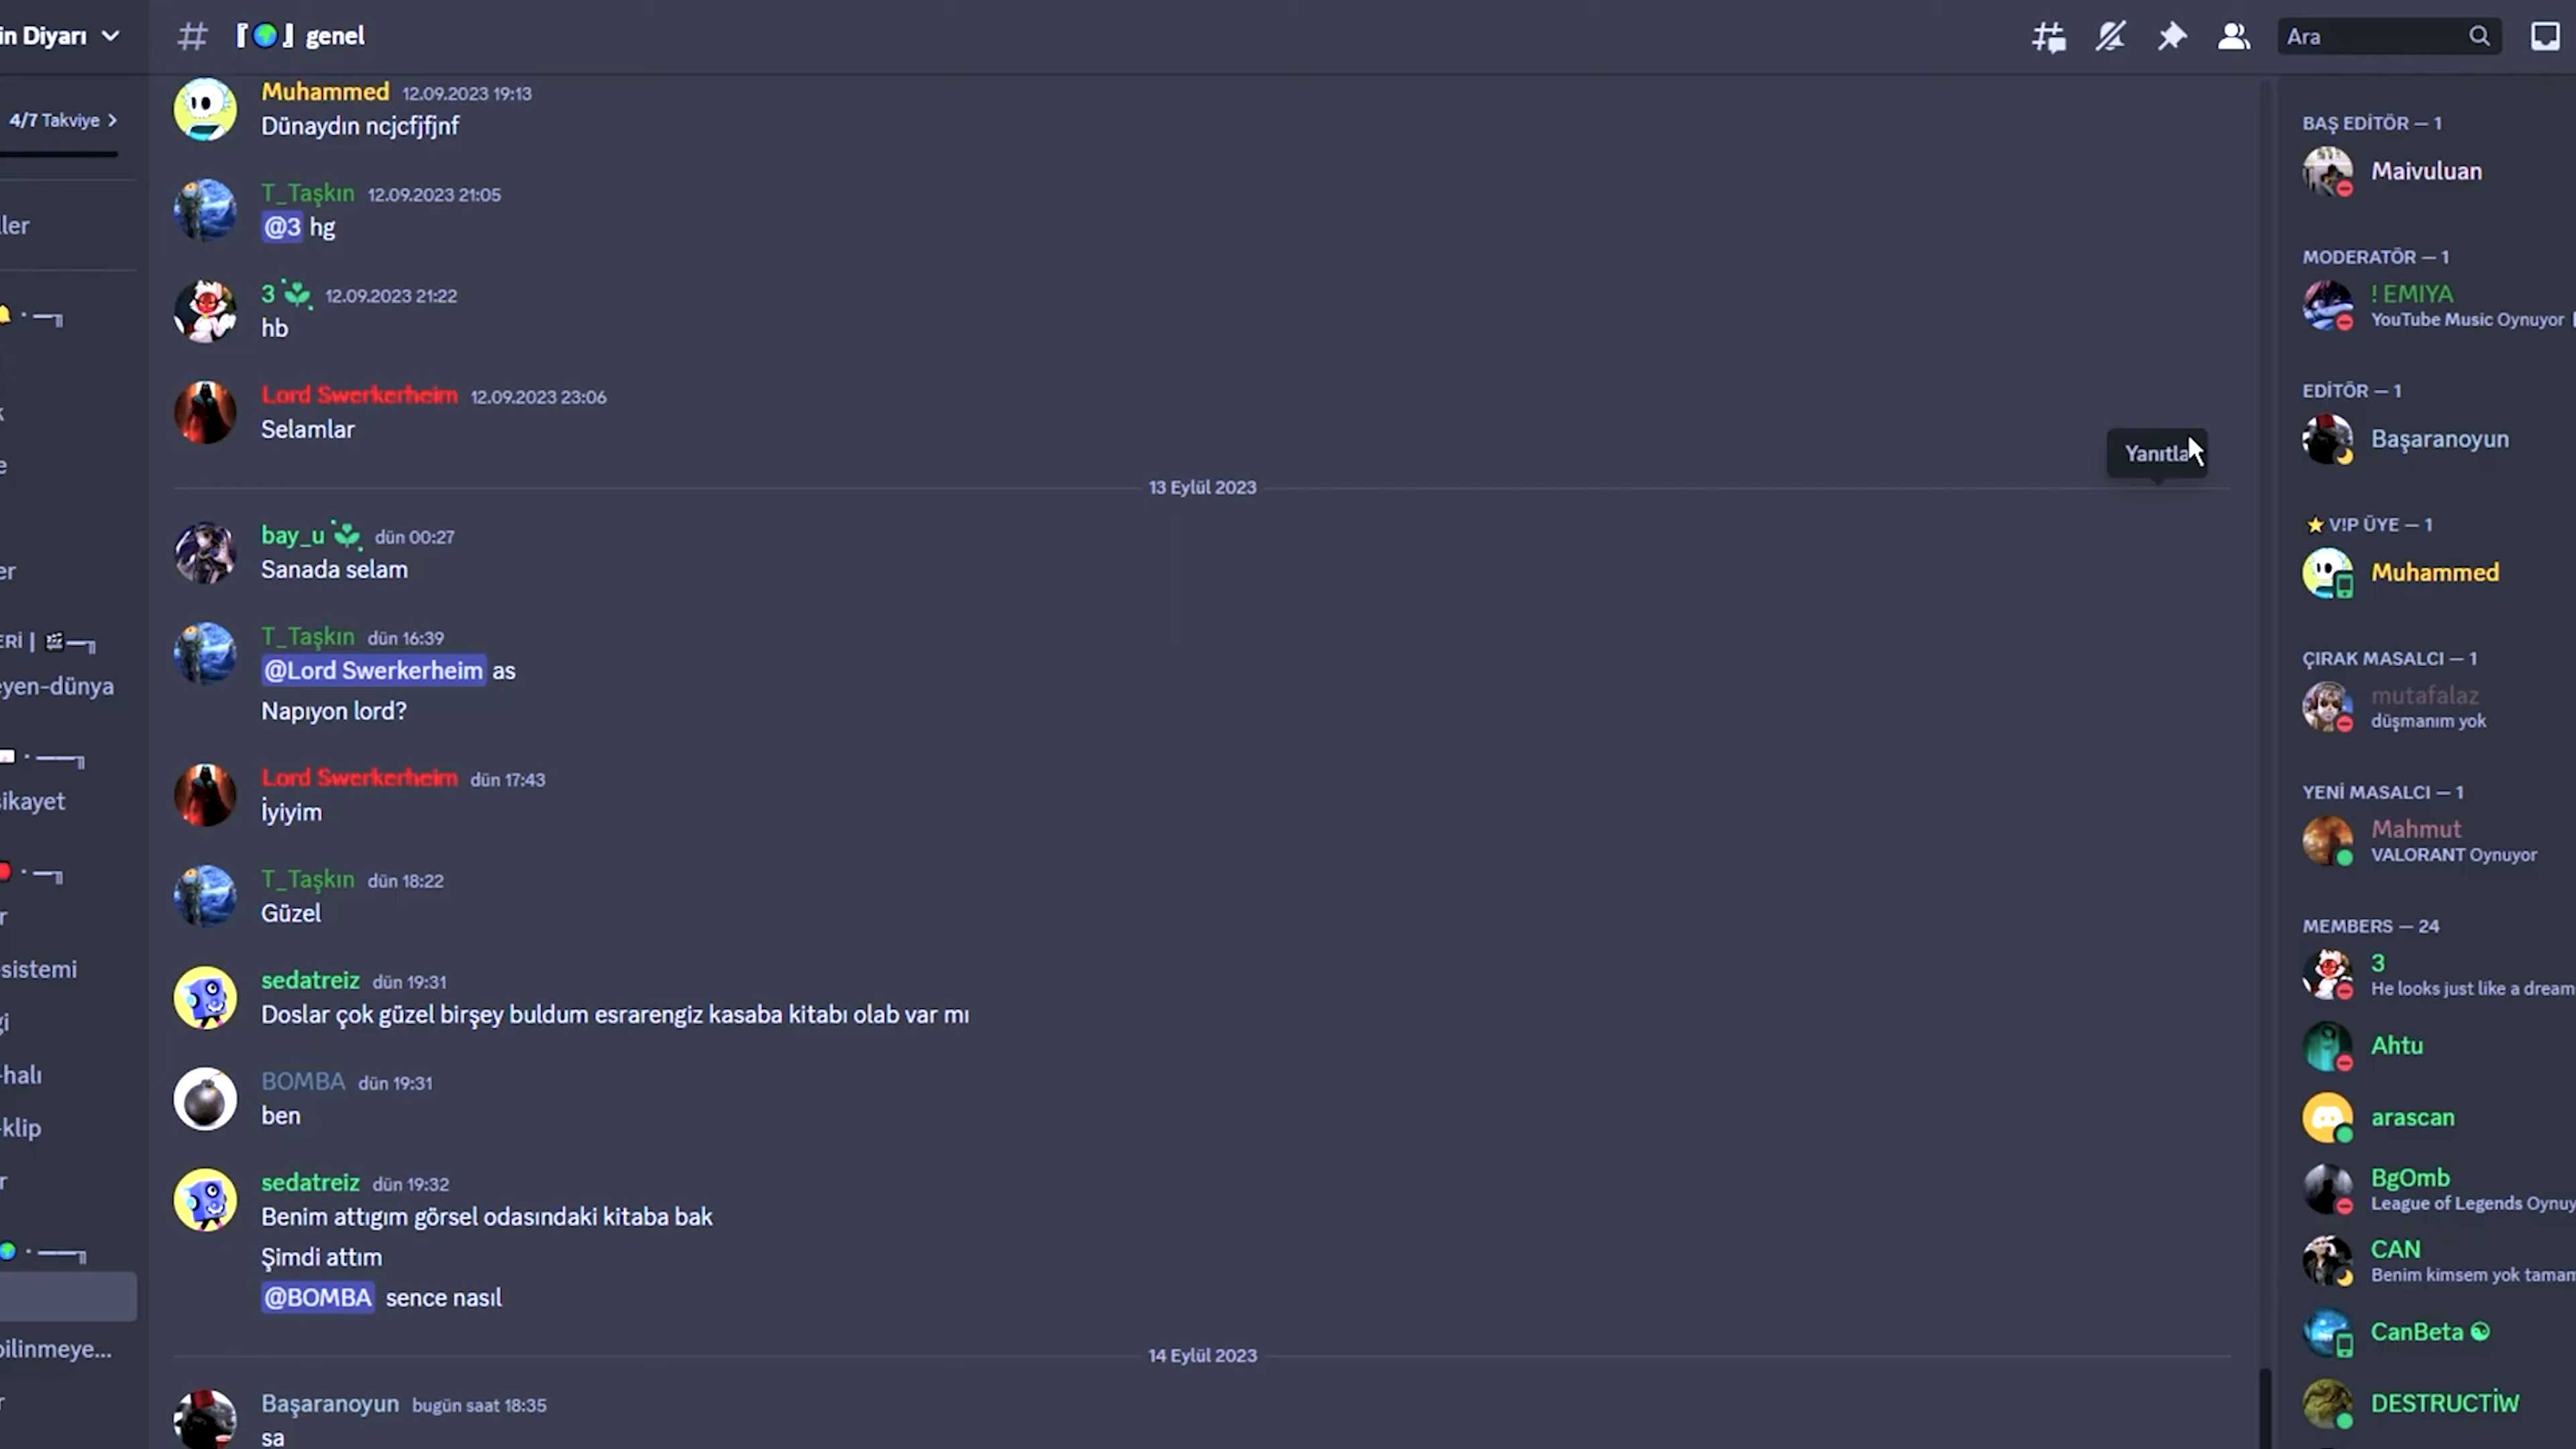 in Diyarı
genel
Ara
4/7 Takviye
ller
k
e
er
ERİ |
eyen-dünya
şikayet
r
sistemi
gi
-halı
-klip
r
bilinmeye...
r
Muhammed 12.09.2023 19:13
Dünaydın ncjcfjfjnf
T_Taşkın 12.09.2023 21:05
@3 hg
3 12.09.2023 21:22
hb
Lord Swerkerheim 12.09.2023 23:06
Selamlar
Yanıtla
13 Eylül 2023
bay_u dün 00:27
Sanada selam
T_Taşkın dün 16:39
@Lord Swerkerheim as
Napıyon lord?
Lord Swerkerheim dün 17:43
İyiyim
T_Taşkın dün 18:22
Güzel
sedatreiz dün 19:31
Doslar çok güzel birşey buldum esrarengiz kasaba kitabı olab var mı
BOMBA dün 19:31
ben
sedatreiz dün 19:32
Benim attıgım görsel odasındaki kitaba bak
Şimdi attım
@BOMBA sence nasıl
14 Eylül 2023
Başaranoyun bugün saat 18:35
sa
BAŞ EDİTÖR — 1
Maivuluan
MODERATÖR — 1
! EMIYA
YouTube Music Oynuyor
EDİTÖR — 1
Başaranoyun
V!P ÜYE — 1
Muhammed
ÇIRAK MASALCI — 1
mutafalaz
düşmanım yok
YENİ MASALCI — 1
Mahmut
VALORANT Oynuyor
MEMBERS — 24
3
He looks just like a dream
Ahtu
arascan
BgOmb
League of Legends Oynuy
CAN
Benim kimsem yok tamam
CanBeta
DESTRUCTİW